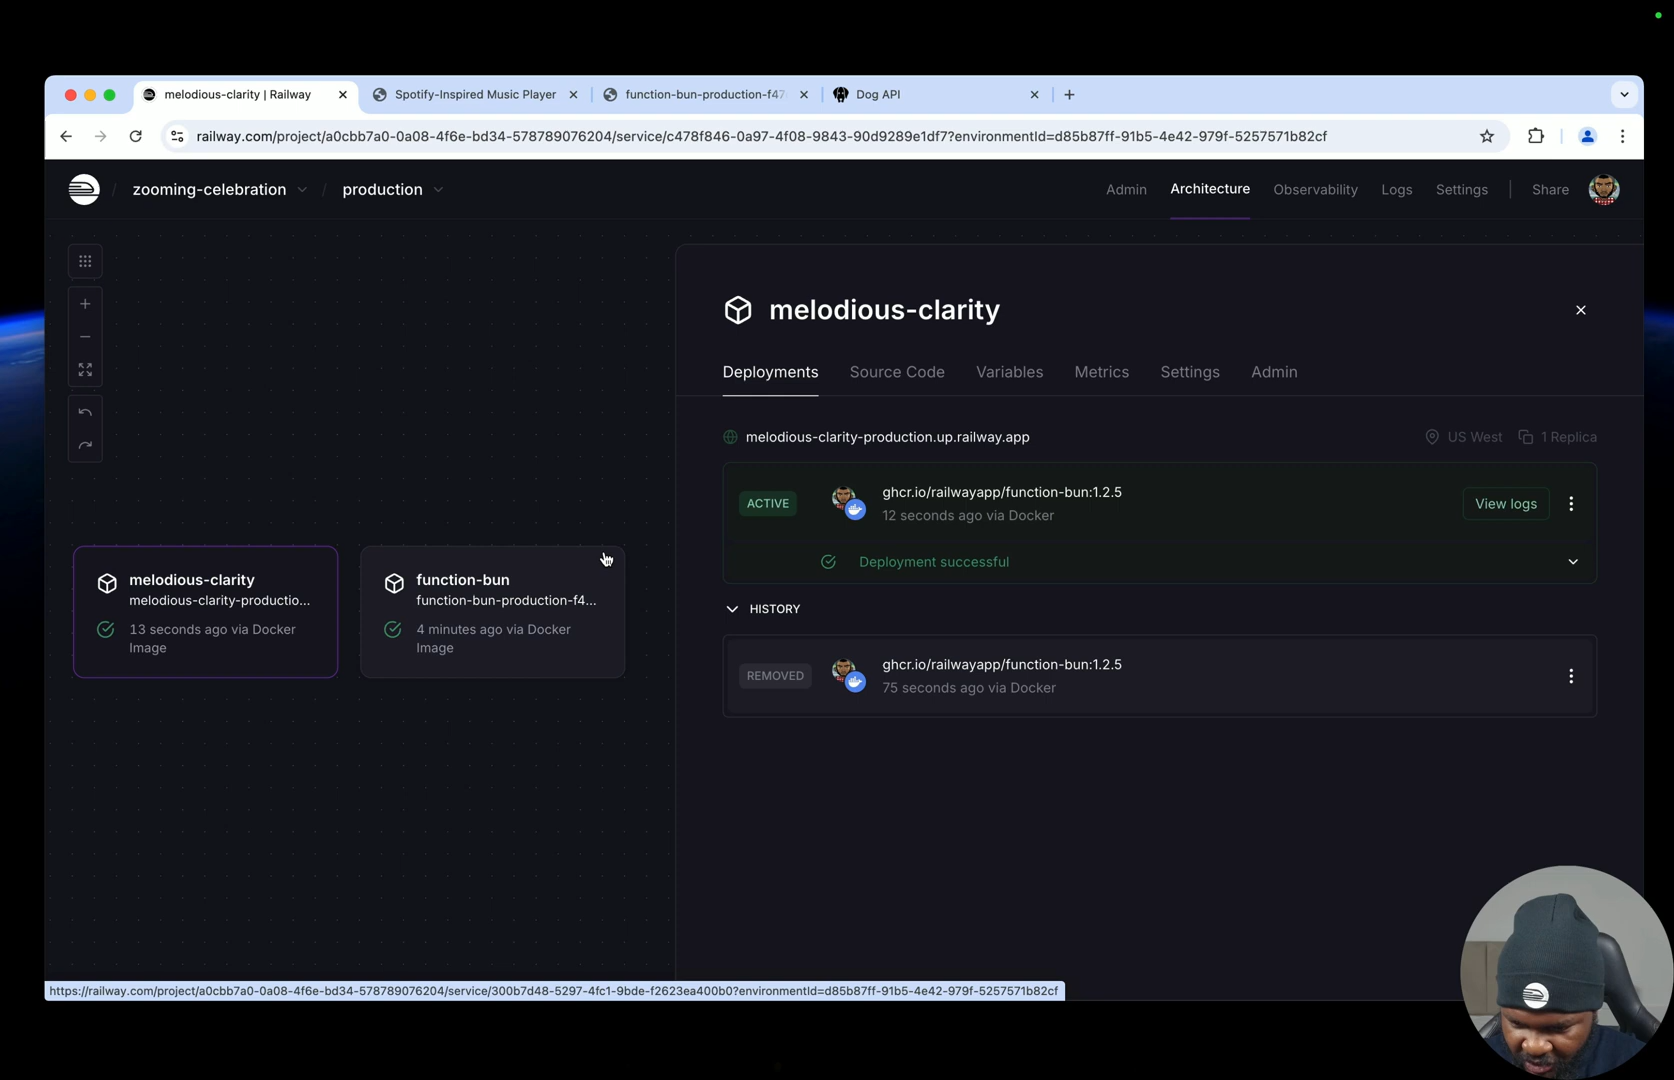 melodious-clarity | Railway
Spotify-Inspired Music Player
function-bun-production-f47
Dog API
railway.com/project/a0cbb7a0-0a08-4f6e-bd34-578789076204/service/c478f846-0a97-4f08-9843-90d9289e1df7?environmentId=d85b87ff-91b5-4e42-979f-5257571b82cf
/ zooming-celebration / production
Admin Architecture Observability Logs Settings Share
melodious-clarity
melodious-clarity-productio...
13 seconds ago via Docker
Image
function-bun
function-bun-production-f4...
4 minutes ago via Docker
Image
melodious-clarity
Deployments Source Code Variables Metrics Settings Admin
melodious-clarity-production.up.railway.app
US West 1 Replica
ACTIVE
ghcr.io/railwayapp/function-bun:1.2.5
12 seconds ago via Docker
View logs
Deployment successful
HISTORY
REMOVED
ghcr.io/railwayapp/function-bun:1.2.5
75 seconds ago via Docker
https://railway.com/project/a0cbb7a0-0a08-4f6e-bd34-578789076204/service/300b7d48-5297-4fc1-9bde-f2623ea400b0?environmentId=d85b87ff-91b5-4e42-979f-5257571b82cf